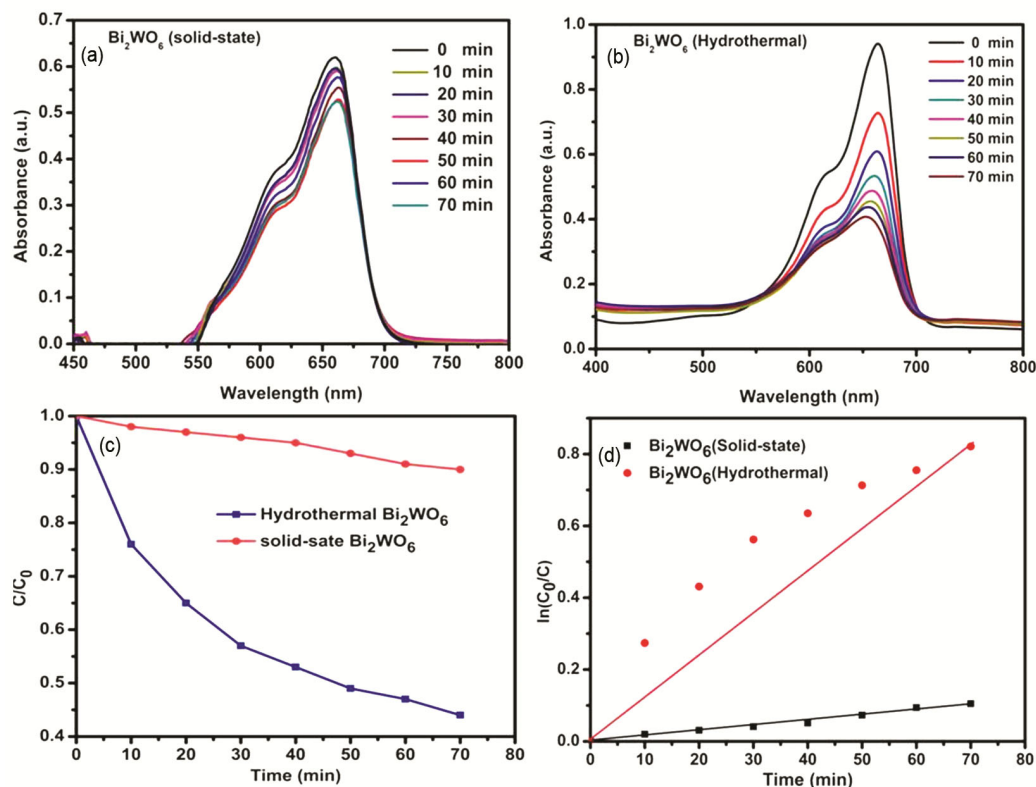 (a)
Bi2WO6 (solid-state)
0 min
10 min
20 min
30 min
40 min
50 min
60 min
70 min
Absorbance (a.u.)
0.0
0.1
0.2
0.3
0.4
0.5
0.6
0.7
450
500
550
600
650
700
750
800
Wavelength (nm)
(b)
Bi2WO6 (Hydrothermal)
0 min
10 min
20 min
30 min
40 min
50 min
60 min
70 min
Absorbance (a.u.)
0.0
0.2
0.4
0.6
0.8
1.0
400
500
600
700
800
Wavelength (nm)
(c)
Hydrothermal Bi2WO6
solid-sate Bi2WO6
C/C0
0.4
0.5
0.6
0.7
0.8
0.9
1.0
0
10
20
30
40
50
60
70
80
Time (min)
(d)
Bi2WO6(Solid-state)
Bi2WO6(Hydrothermal)
ln(C0/C)
0.0
0.2
0.4
0.6
0.8
0
10
20
30
40
50
60
70
80
Time (min)